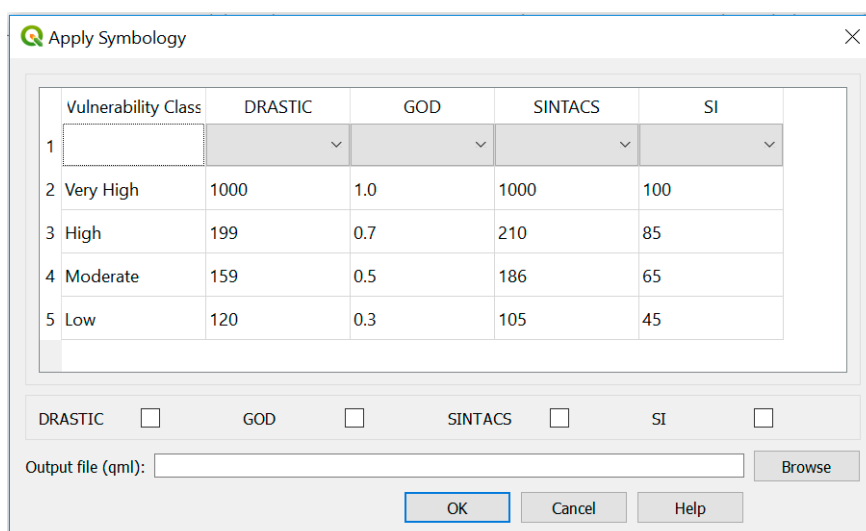 Apply Symbology
Vulnerability Class DRASTIC GOD SINTACS SI
1
2 Very High 1000 1.0 1000 100
3 High 199 0.7 210 85
4 Moderate 159 0.5 186 65
5 Low 120 0.3 105 45
DRASTIC GOD SINTACS SI
Output file (qml): Browse
OK Cancel Help